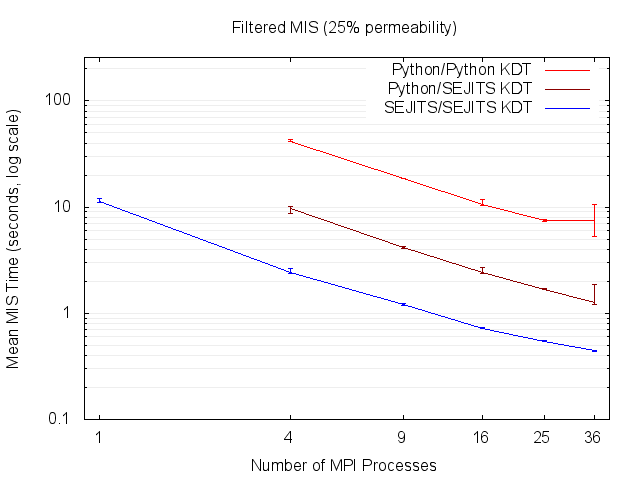 Filtered MIS (25% permeability)
Python/Python KDT
Python/SEJITS KDT
SEJITS/SEJITS KDT
Mean MIS Time (seconds, log scale)
100
10
1
0.1
1 4 9 16 25 36
Number of MPI Processes